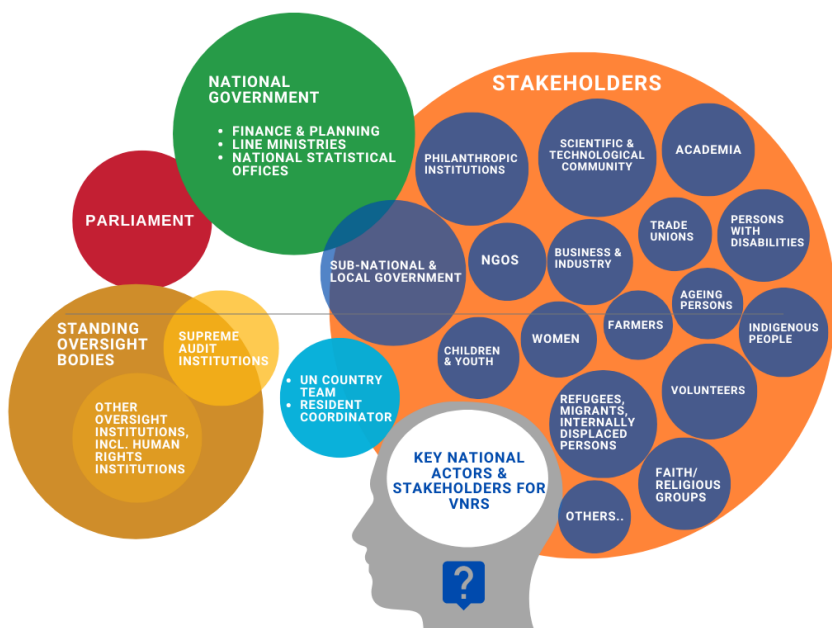 NATIONAL
GOVERNMENT
• FINANCE & PLANNING
• LINE MINISTRIES
• NATIONAL STATISTICAL
OFFICES
PARLIAMENT
STANDING
OVERSIGHT
BODIES
SUPREME
AUDIT
INSTITUTIONS
OTHER
OVERSIGHT
INSTITUTIONS,
INCL. HUMAN
RIGHTS
INSTITUTIONS
• UN COUNTRY
TEAM
• RESIDENT
COORDINATOR
SUB-NATIONAL &
LOCAL GOVERNMENT
STAKEHOLDERS
PHILANTHROPIC
INSTITUTIONS
SCIENTIFIC &
TECHNOLOGICAL
COMMUNITY
ACADEMIA
NGOS
BUSINESS &
INDUSTRY
TRADE
UNIONS
PERSONS
WITH
DISABILITIES
CHILDREN
& YOUTH
WOMEN
FARMERS
AGEING
PERSONS
INDIGENOUS
PEOPLE
REFUGEES,
MIGRANTS,
INTERNALLY
DISPLACED
PERSONS
VOLUNTEERS
FAITH/
RELIGIOUS
GROUPS
OTHERS..
KEY NATIONAL
ACTORS &
STAKEHOLDERS FOR
VNRS
?